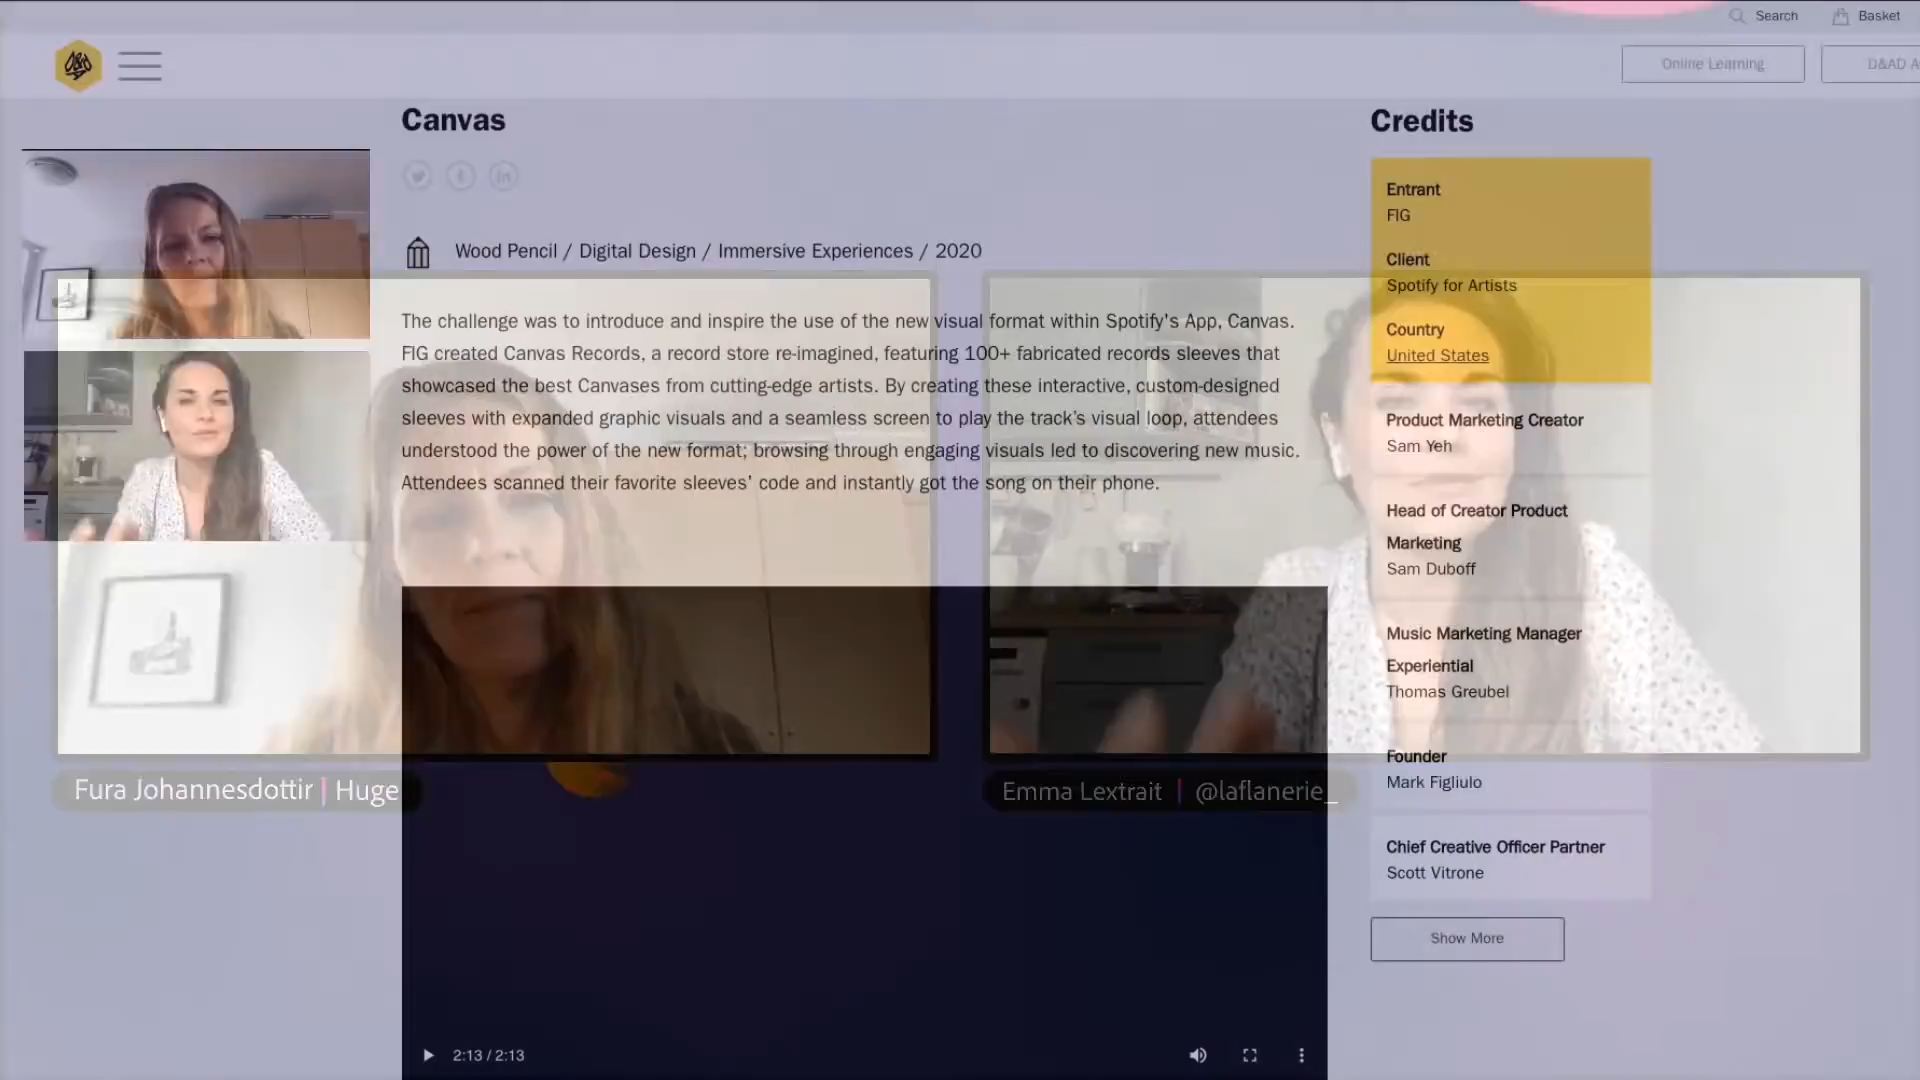 Search
Basket
Online Learning
D&AD A
Canvas
Wood Pencil / Digital Design / Immersive Experiences / 2020
The challenge was to introduce and inspire the use of the new visual format within Spotify's App, Canvas.
FIG created Canvas Records, a record store re-imagined, featuring 100+ fabricated records sleeves that
showcased the best Canvases from cutting-edge artists. By creating these interactive, custom-designed
sleeves with expanded graphic visuals and a seamless screen to play the track's visual loop, attendees
understood the power of the new format; browsing through engaging visuals led to discovering new music.
Attendees scanned their favorite sleeves' code and instantly got the song on their phone.
Fura Johannesdottir | Huge
Emma Lextrait | @laflanerie_
2:13 / 2:13
Credits
Entrant
FIG
Client
Spotify for Artists
Country
United States
Product Marketing Creator
Sam Yeh
Head of Creator Product
Marketing
Sam Duboff
Music Marketing Manager
Experiential
Thomas Greubel
Founder
Mark Figliulo
Chief Creative Officer Partner
Scott Vitrone
Show More